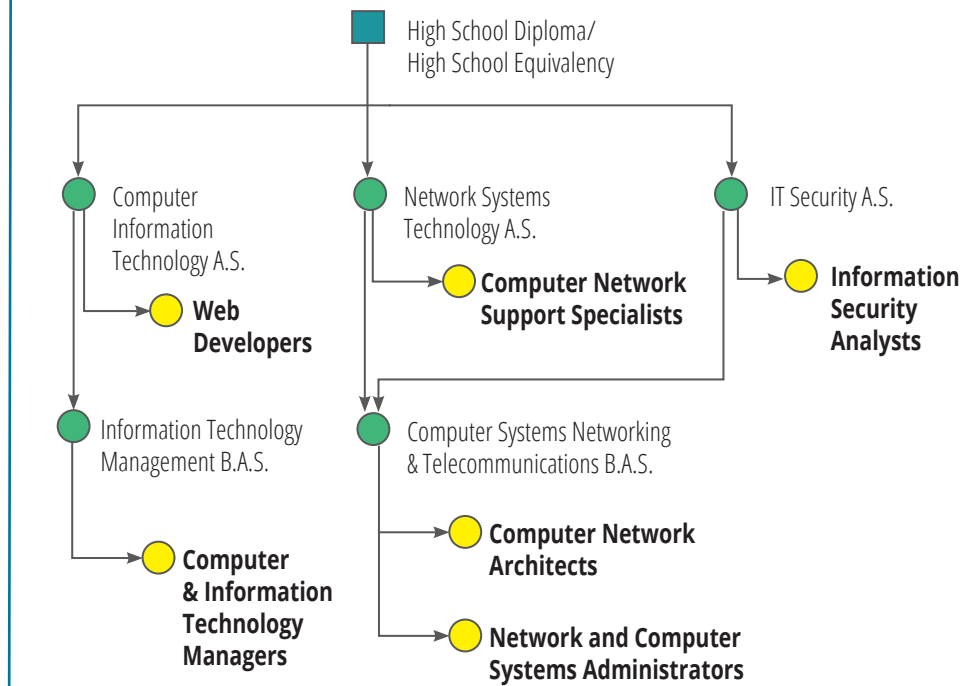 High School Diploma/
High School Equivalency
Computer
Information
Technology A.S.
Network Systems
Technology A.S.
IT Security A.S.
Web
Developers
Computer Network
Support Specialists
Information
Security
Analysts
Information Technology
Management B.A.S.
Computer Systems Networking
& Telecommunications B.A.S.
Computer
& Information
Technology
Managers
Computer Network
Architects
Network and Computer
Systems Administrators